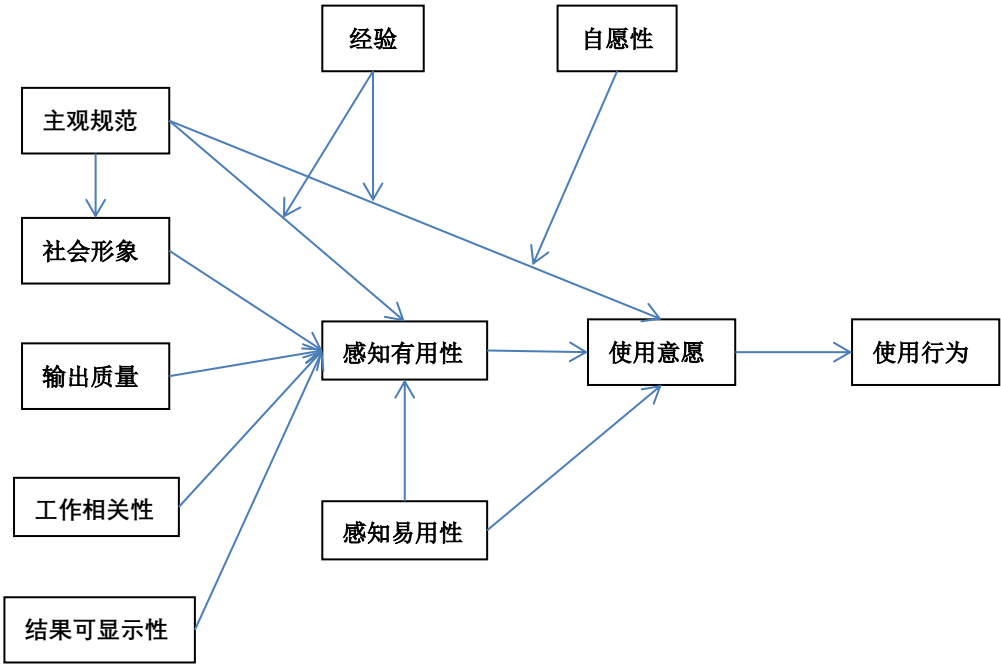 经验
自愿性
主观规范
社会形象
感知有用性
使用意愿
使用行为
输出质量
工作相关性
感知易用性
结果可显示性